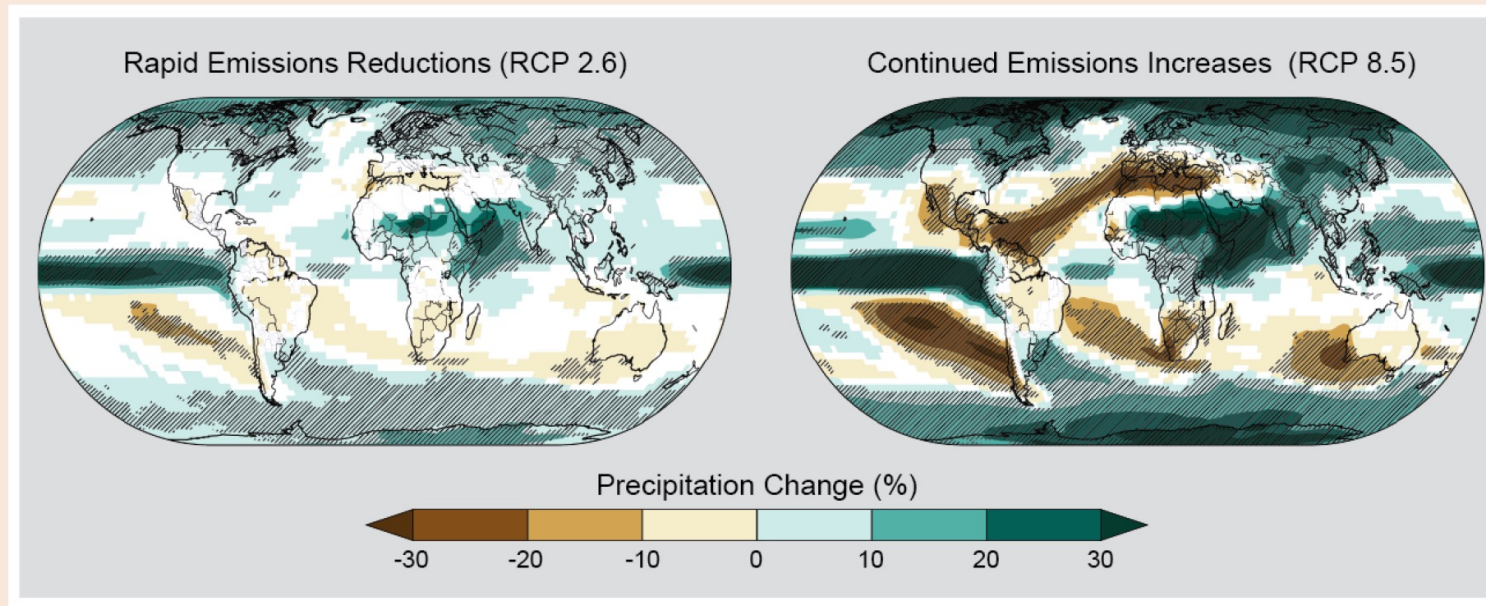 Rapid Emissions Reductions (RCP 2.6)
Continued Emissions Increases (RCP 8.5)
Precipitation Change (%)
-30 -20 -10 0 10 20 30